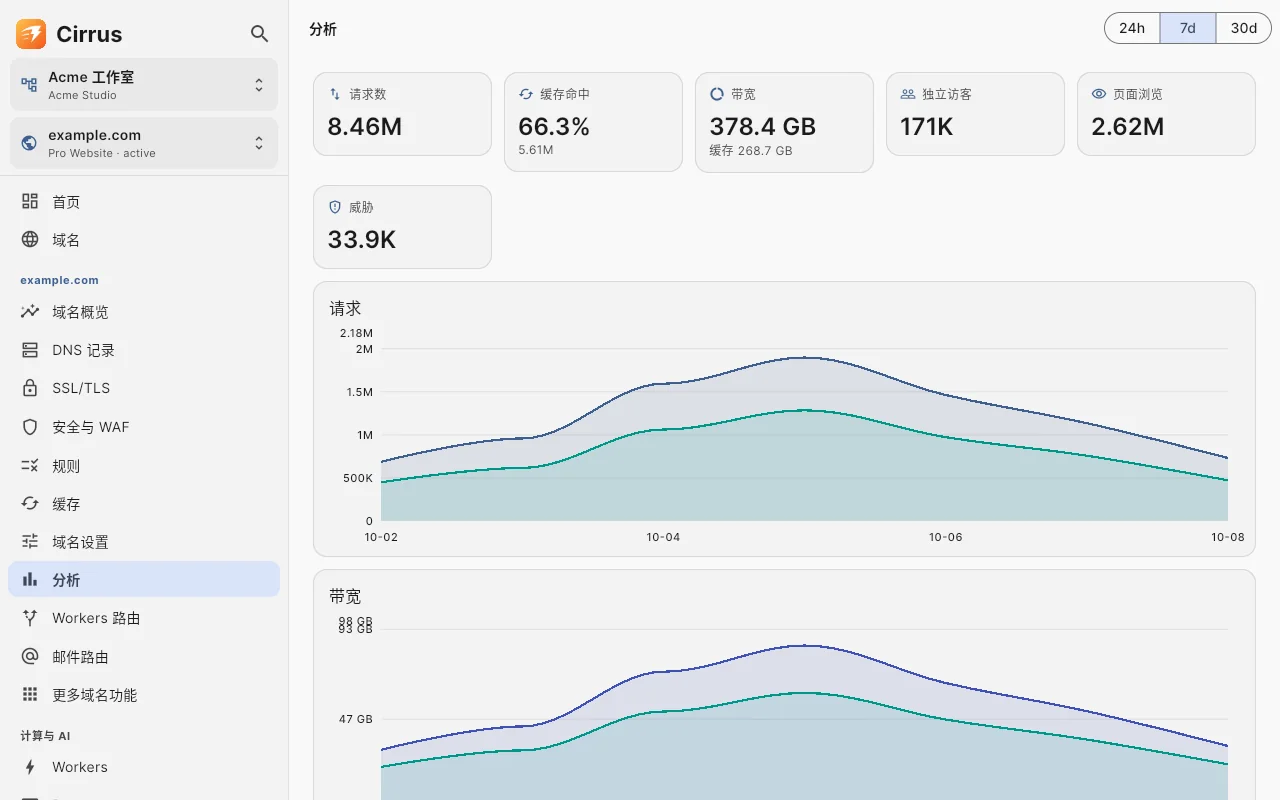 Cirrus
Acme 工作室
Acme Studio
example.com
Pro Website · active
首页
域名
example.com
域名概览
DNS 记录
SSL/TLS
安全与 WAF
规则
缓存
域名设置
分析
Workers 路由
邮件路由
更多域名功能
计算与 AI
Workers
分析
24h
7d
30d
请求数
8.46M
缓存命中
66.3%
5.61M
带宽
378.4 GB
缓存 268.7 GB
独立访客
171K
页面浏览
2.62M
威胁
33.9K
请求
2.18M
2M
1.5M
1M
500K
0
10-02
10-04
10-06
10-08
带宽
98 GB
93 GB
47 GB